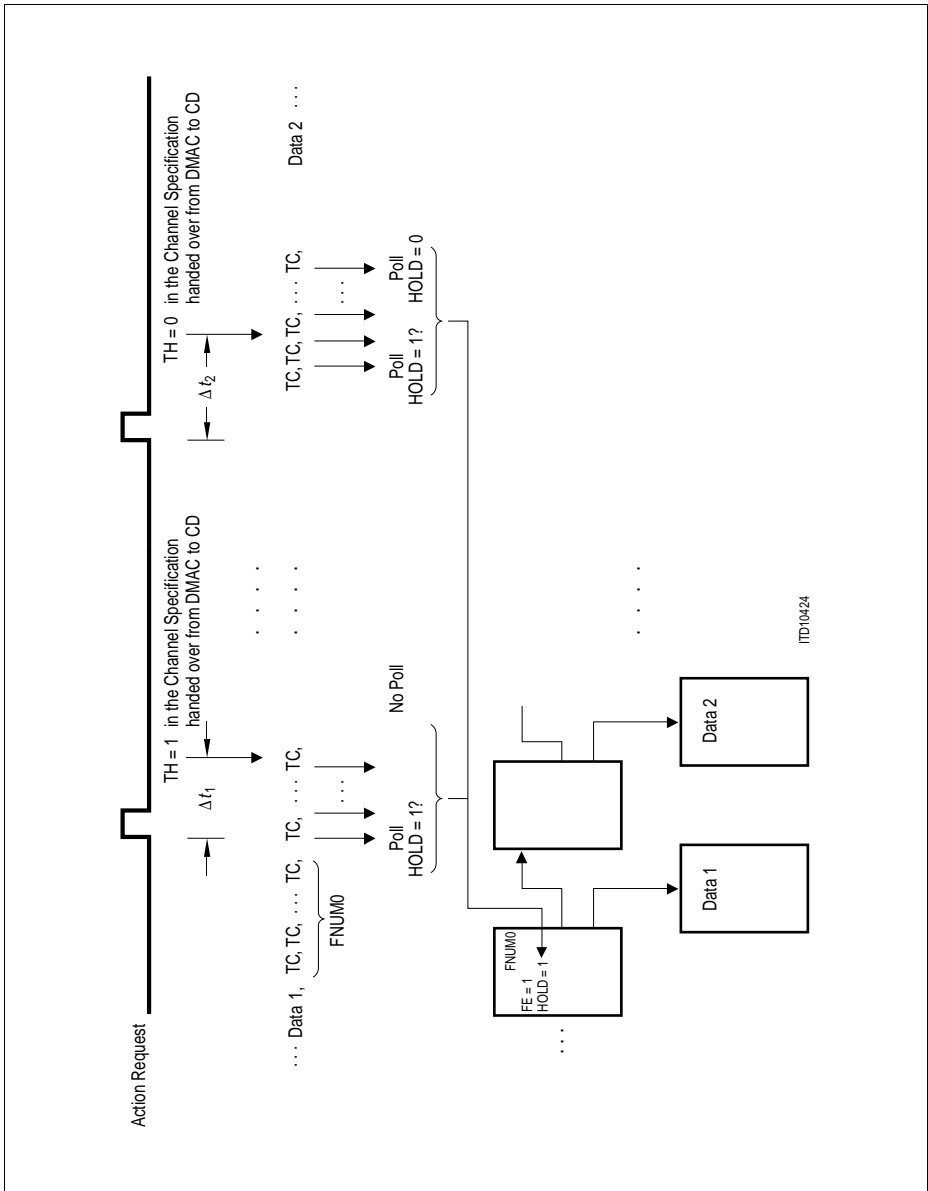 Action Request
TH = 1 in the Channel Specification
handed over from DMAC to CD
TH = 0 in the Channel Specification
handed over from DMAC to CD
Δt1
Δt2
. . . .
. . . Data 1, TC, TC, . . . TC, TC, . . . TC, . . . . TC, TC, TC, . . . TC, Data 2 . . .
FNUM0
. . .
. . .
Poll
HOLD = 1?
No Poll
Poll
HOLD = 1?
Poll
HOLD = 0
FNUM0
FE = 1
HOLD = 1
. . .
. . . .
Data 1
Data 2
ITD10424